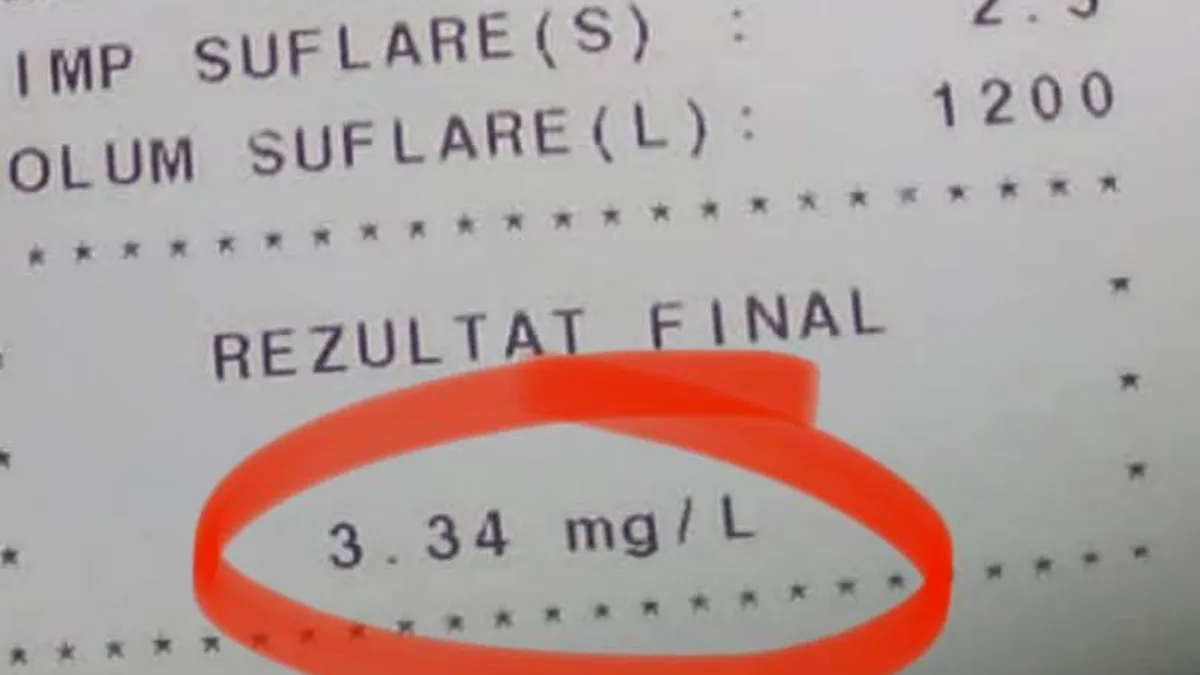 IMP SUFLARE(S) :
OLUM SUFLARE(L): 1200
* * * * * * * * * * * * * * * * * * * * * * *
REZULTAT FINAL
3.34 mg/L
* * * * * * * * * * * * * * * * * * * * * * * *